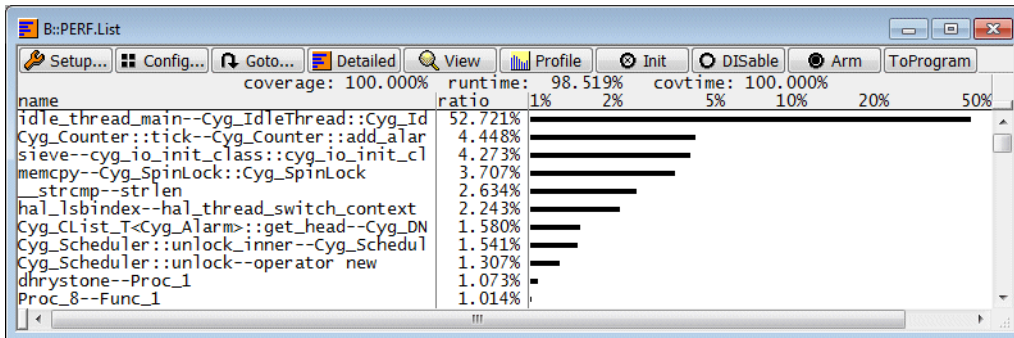 B::PERF.List
Setup... Config... Goto... Detailed View Profile Init DISable Arm ToProgram
coverage: 100.000% runtime: 98.519% covtime: 100.000%
name ratio 1% 2% 5% 10% 20% 50%
idle_thread_main--Cyg_IdleThread::Cyg_Id 52.721%
Cyg_Counter::tick--Cyg_Counter::add_alar 4.448%
sieve--cyg_io_init_class::cyg_io_init_cl 4.273%
memcpy--Cyg_SpinLock::Cyg_SpinLock 3.707%
__strcmp--strlen 2.634%
hal_lsbindex--hal_thread_switch_context 2.243%
Cyg_CList_T<Cyg_Alarm>::get_head--Cyg_DN 1.580%
Cyg_Scheduler::unlock_inner--Cyg_Schedul 1.541%
Cyg_Scheduler::unlock--operator new 1.307%
dhrystone--Proc_1 1.073%
Proc_8--Func_1 1.014%